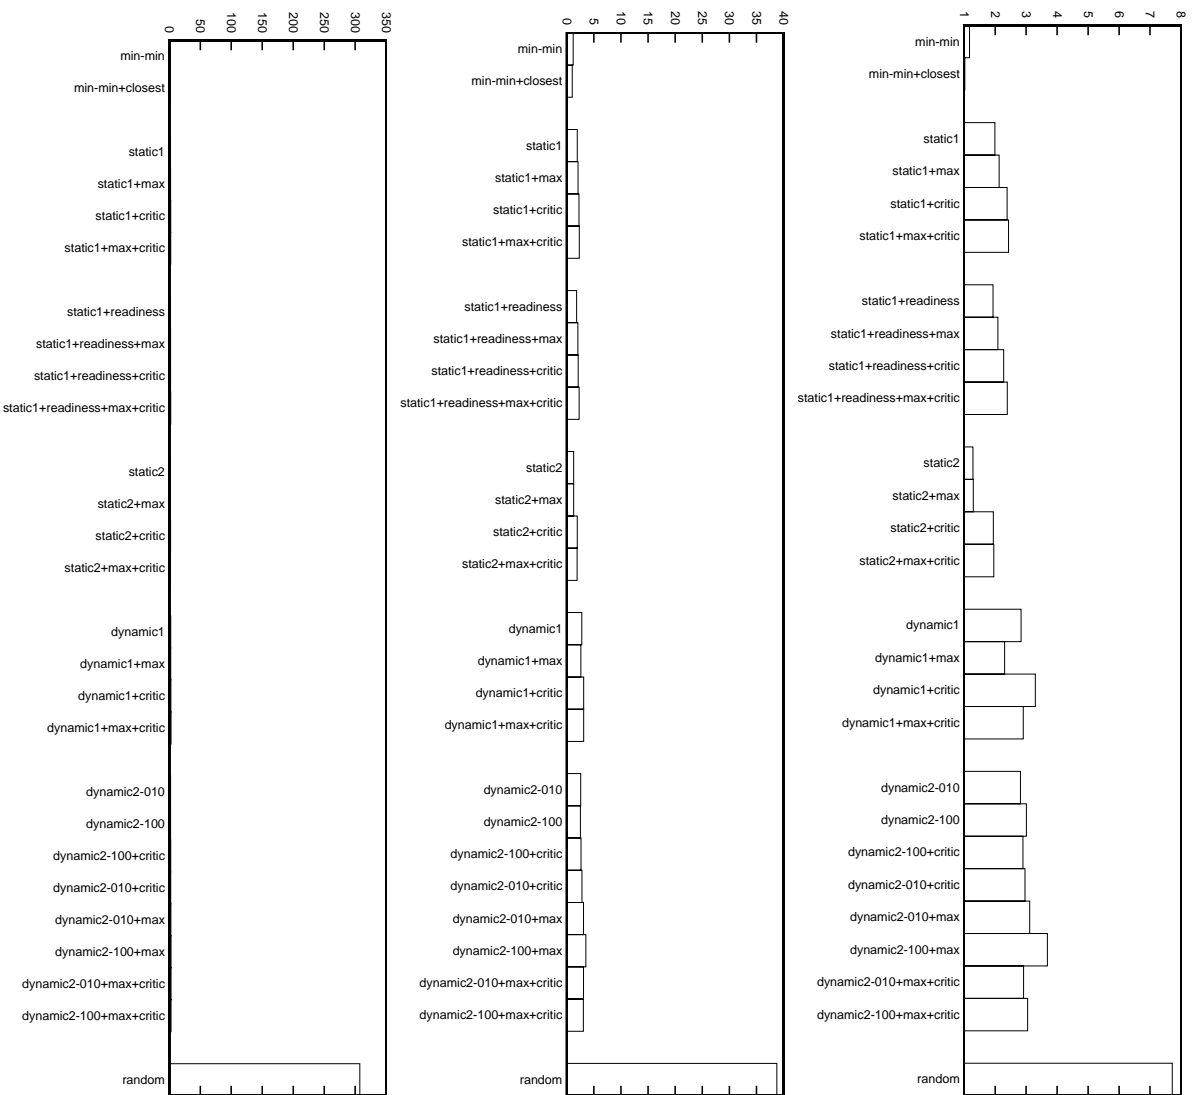 0 50 100 150 200 250 300 350
min-min
min-min+closest
static1
static1+max
static1+critic
static1+max+critic
static1+readiness
static1+readiness+max
static1+readiness+critic
static1+readiness+max+critic
static2
static2+max
static2+critic
static2+max+critic
dynamic1
dynamic1+max
dynamic1+critic
dynamic1+max+critic
dynamic2-010
dynamic2-100
dynamic2-100+critic
dynamic2-010+critic
dynamic2-010+max
dynamic2-100+max
dynamic2-010+max+critic
dynamic2-100+max+critic
random
0 5 10 15 20 25 30 35 40
min-min
min-min+closest
static1
static1+max
static1+critic
static1+max+critic
static1+readiness
static1+readiness+max
static1+readiness+critic
static1+readiness+max+critic
static2
static2+max
static2+critic
static2+max+critic
dynamic1
dynamic1+max
dynamic1+critic
dynamic1+max+critic
dynamic2-010
dynamic2-100
dynamic2-100+critic
dynamic2-010+critic
dynamic2-010+max
dynamic2-100+max
dynamic2-010+max+critic
dynamic2-100+max+critic
random
1 2 3 4 5 6 7 8
min-min
min-min+closest
static1
static1+max
static1+critic
static1+max+critic
static1+readiness
static1+readiness+max
static1+readiness+critic
static1+readiness+max+critic
static2
static2+max
static2+critic
static2+max+critic
dynamic1
dynamic1+max
dynamic1+critic
dynamic1+max+critic
dynamic2-010
dynamic2-100
dynamic2-100+critic
dynamic2-010+critic
dynamic2-010+max
dynamic2-100+max
dynamic2-010+max+critic
dynamic2-100+max+critic
random